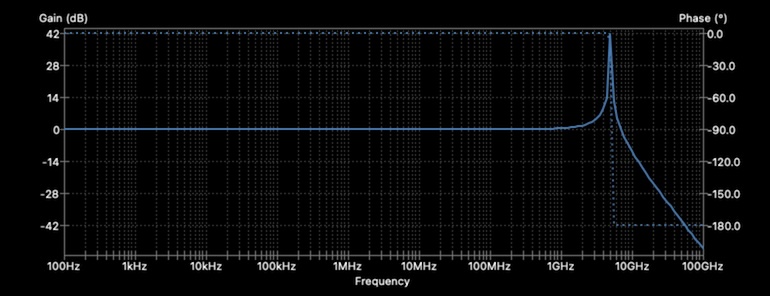 Gain (dB) Phase (°)
42 0.0
28 -30.0
14 -60.0
0 -90.0
-14 -120.0
-28 -150.0
-42 -180.0
100Hz 1kHz 10kHz 100kHz 1MHz 10MHz 100MHz 1GHz 10GHz 100GHz
Frequency